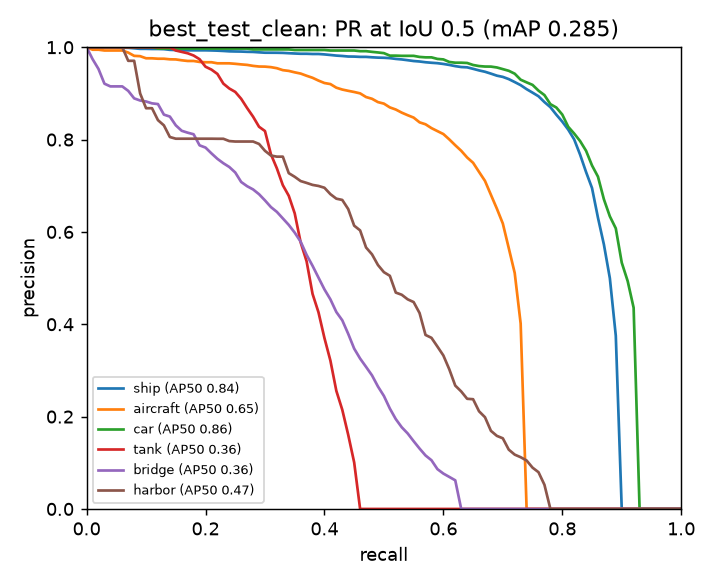 best_test_clean: PR at IoU 0.5 (mAP 0.285)
1.0
0.8
0.6
0.4
0.2
0.0
precision
ship (AP50 0.84)
aircraft (AP50 0.65)
car (AP50 0.86)
tank (AP50 0.36)
bridge (AP50 0.36)
harbor (AP50 0.47)
0.0 0.2 0.4 0.6 0.8 1.0
recall